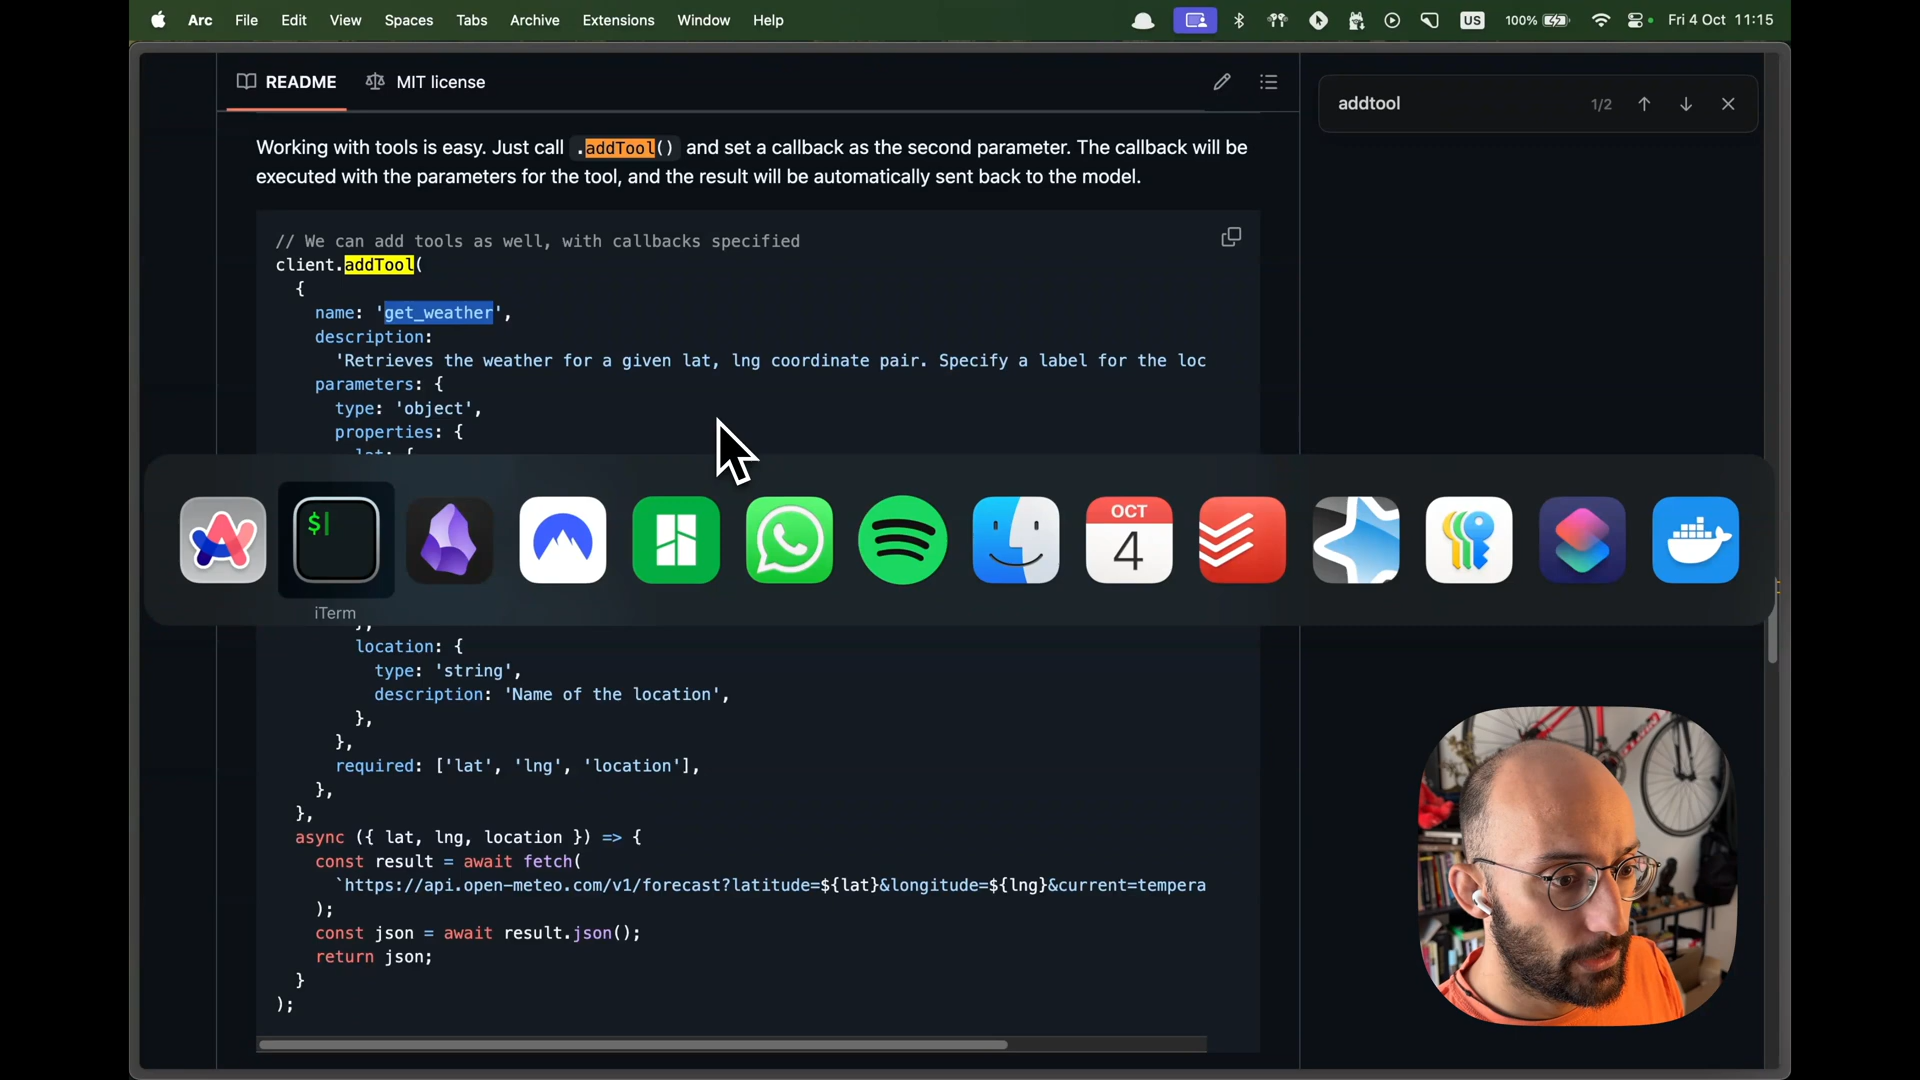 Arc File Edit View Spaces Tabs Archive Extensions Window Help US 100% Fri 4 Oct 11:15
README MIT license
addtool 1/2
Working with tools is easy. Just call .addTool() and set a callback as the second parameter. The callback will be
executed with the parameters for the tool, and the result will be automatically sent back to the model.
// We can add tools as well, with callbacks specified
client.addTool(
{
name: 'get_weather',
description:
'Retrieves the weather for a given lat, lng coordinate pair. Specify a label for the loc
parameters: {
type: 'object',
properties: {
lat: {
$
OCT
4
iTerm
},
location: {
type: 'string',
description: 'Name of the location',
},
},
required: ['lat', 'lng', 'location'],
},
},
async ({ lat, lng, location }) => {
const result = await fetch(
`https://api.open-meteo.com/v1/forecast?latitude=${lat}&longitude=${lng}&current=tempera
);
const json = await result.json();
return json;
}
);